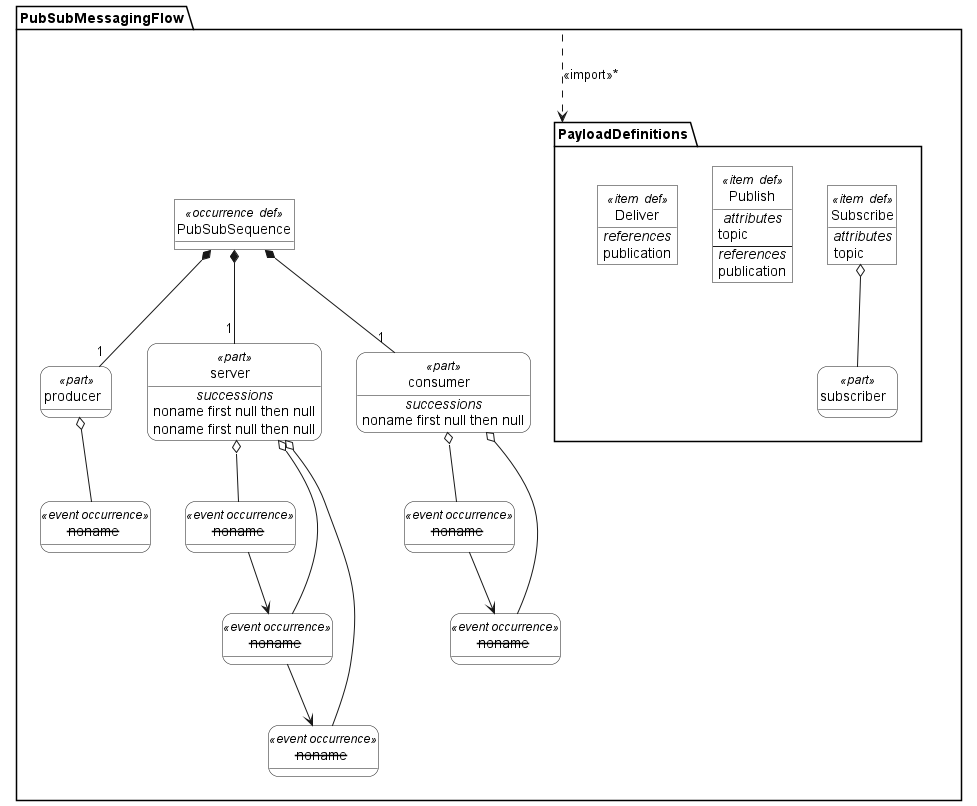 PubSubMessagingFlow
«import»*
PayloadDefinitions
«item def»
Deliver
references
publication
«item def»
Publish
attributes
topic
references
publication
«item def»
Subscribe
attributes
topic
«part»
subscriber
«occurrence def»
PubSubSequence
1
1
1
«part»
producer
«part»
server
successions
noname first null then null
noname first null then null
«part»
consumer
successions
noname first null then null
«event occurrence»
noname
«event occurrence»
noname
«event occurrence»
noname
«event occurrence»
noname
«event occurrence»
noname
«event occurrence»
noname